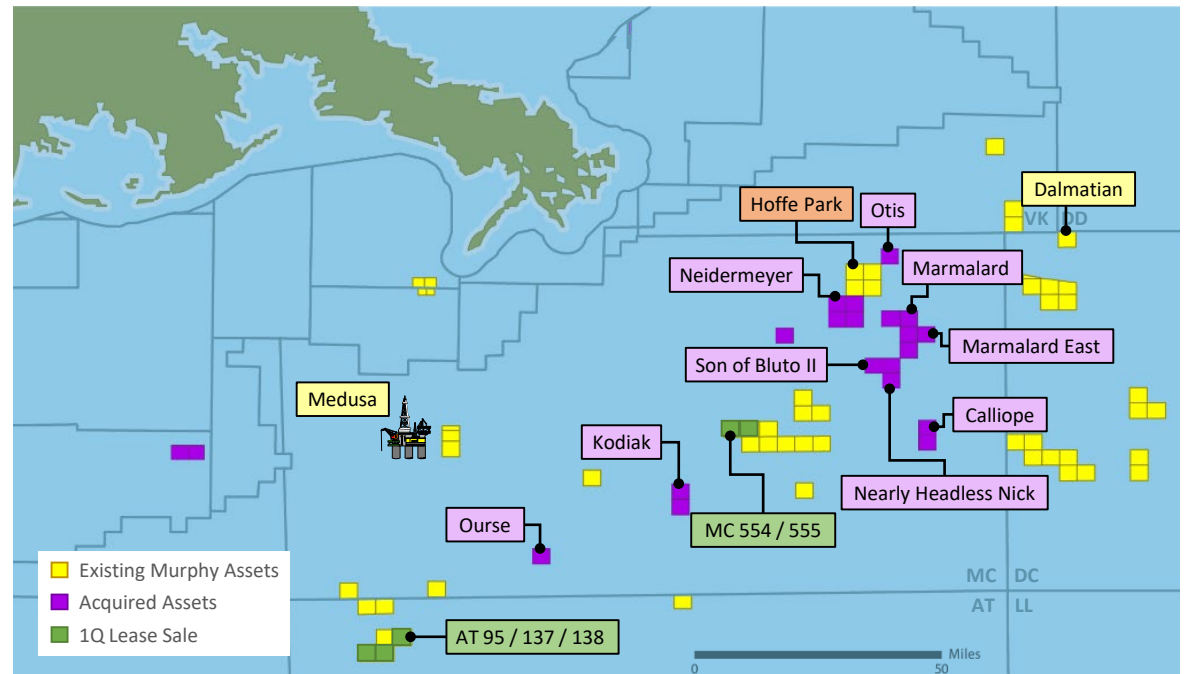 Dalmatian
Hoffe Park
Otis
VK DD
Neidermeyer
Marmalard
Marmalard East
Son of Bluto II
Medusa
Calliope
Kodiak
Nearly Headless Nick
Ourse
MC 554 / 555
Existing Murphy Assets
Acquired Assets
1Q Lease Sale
MC DC
AT LL
AT 95 / 137 / 138
Miles
0 50